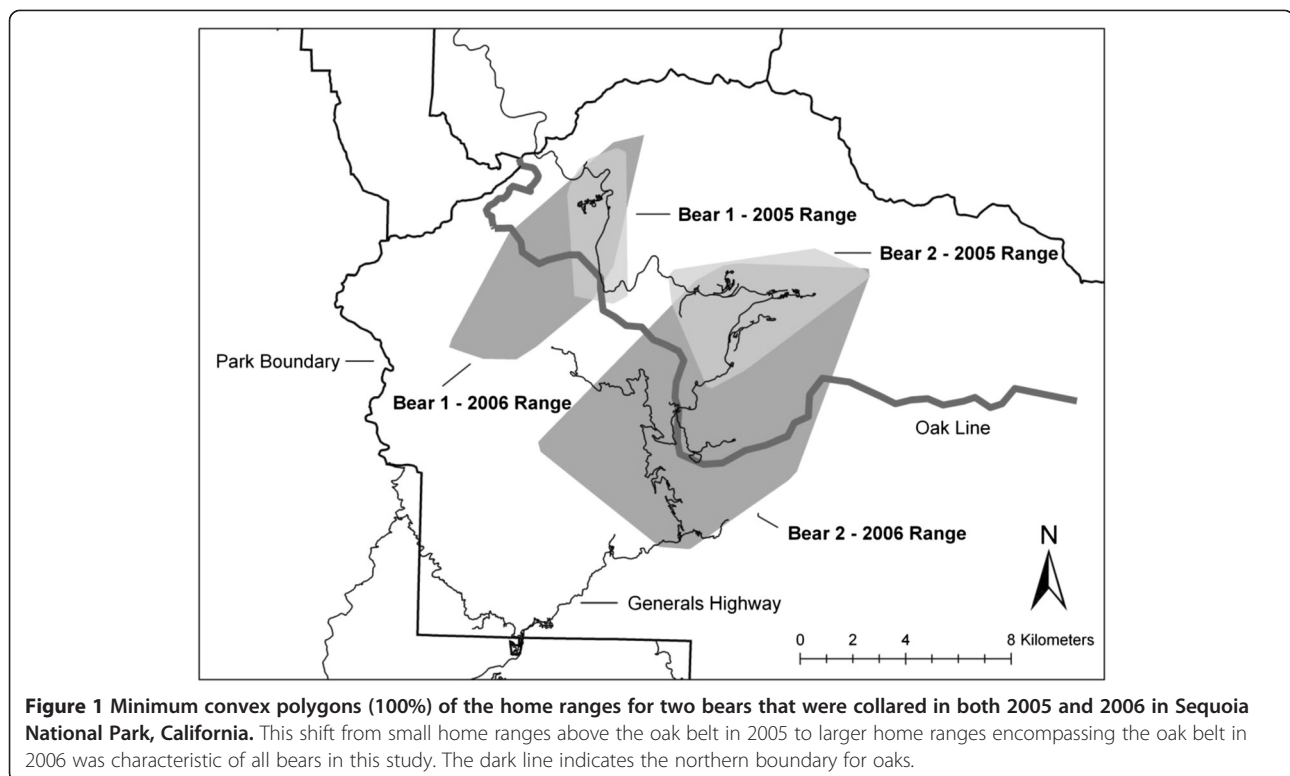 Bear 1 - 2005 Range
Bear 2 - 2005 Range
Park Boundary
Bear 1 - 2006 Range
Oak Line
Bear 2 - 2006 Range
N
Generals Highway
0 2 4 8 Kilometers
Figure 1 Minimum convex polygons (100%) of the home ranges for two bears that were collared in both 2005 and 2006 in Sequoia
National Park, California. This shift from small home ranges above the oak belt in 2005 to larger home ranges encompassing the oak belt in
2006 was characteristic of all bears in this study. The dark line indicates the northern boundary for oaks.